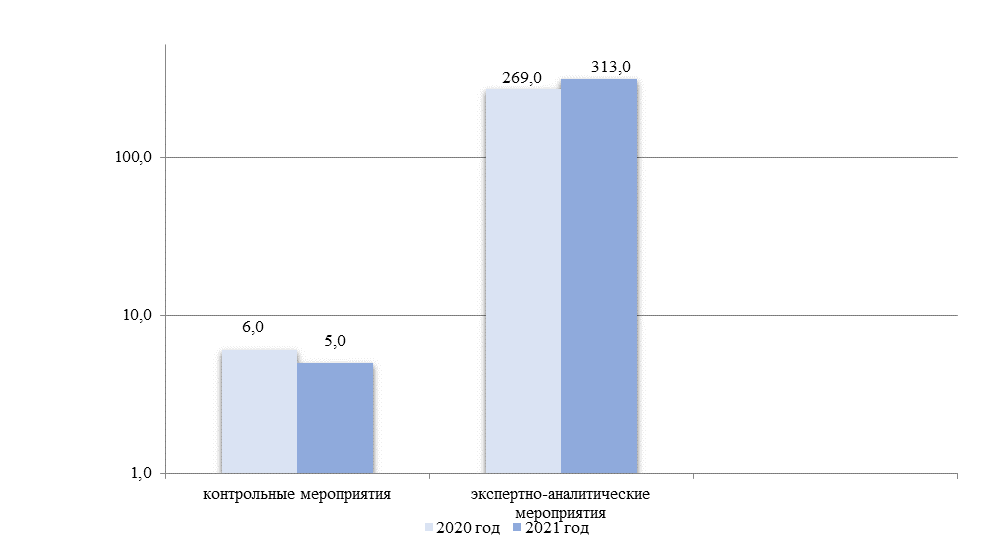 313,0
269,0
100,0
10,0
6,0
5,0
1,0
контрольные мероприятия
экспертно-аналитические
мероприятия
2020 год
2021 год